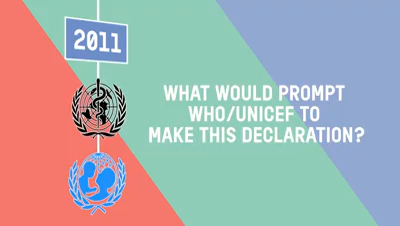 2011
WHAT WOULD PROMPT
WHO/UNICEF TO
MAKE THIS DECLARATION?